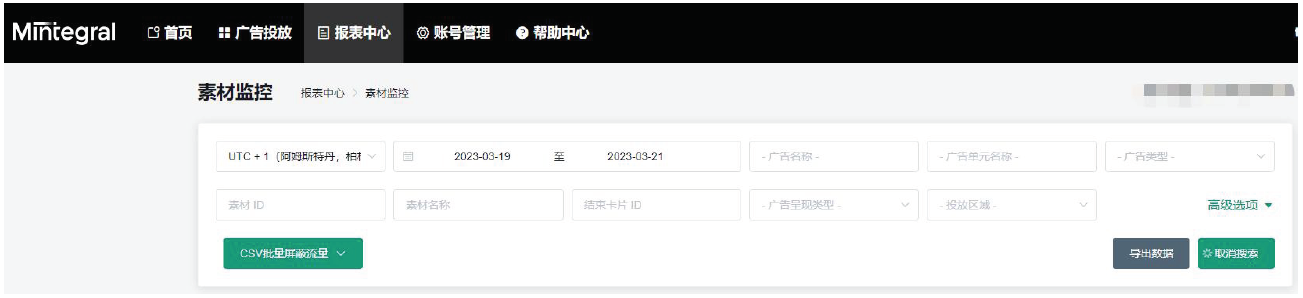 Mintegral 首页 广告投放 报表中心 账号管理 帮助中心
素材监控 报表中心 > 素材监控
UTC + 1（阿姆斯特丹，柏林 2023-03-19 至 2023-03-21 - 广告名称 - - 广告单元名称 - - 广告类型 -
素材 ID 素材名称 结束卡片 ID - 广告呈现类型 - - 投放区域 - 高级选项
CSV批量屏蔽流量 导出数据 取消搜索